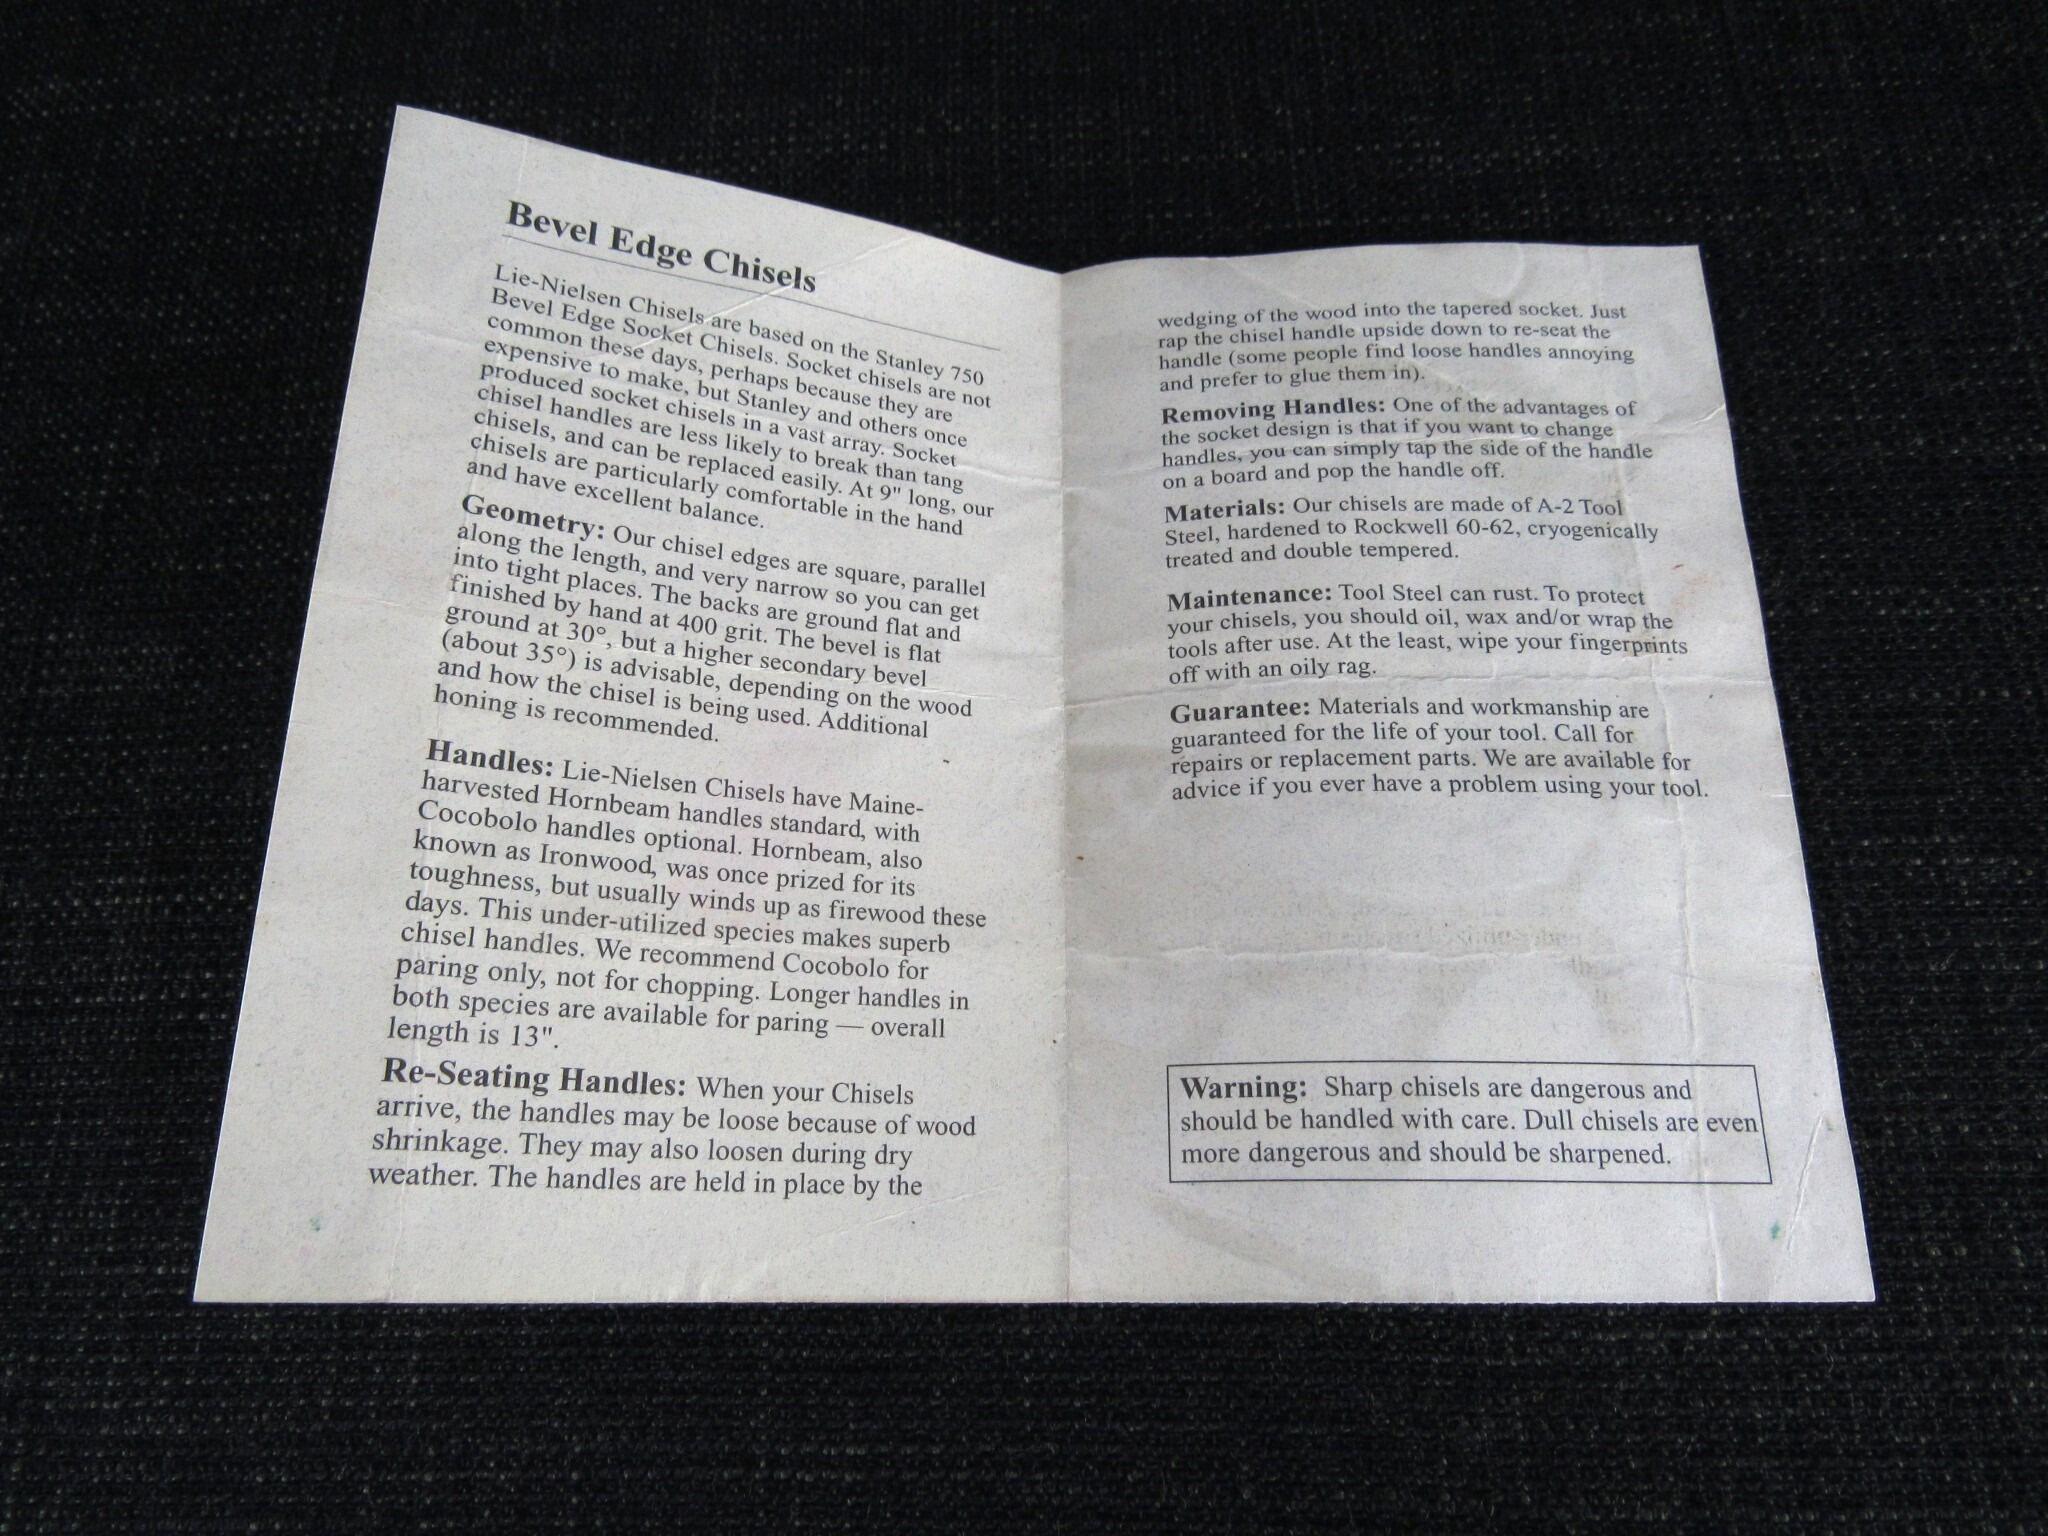 Bevel Edge Chisels
Lie-Nielsen Chisels are based on the Stanley 750
Bevel Edge Socket Chisels. Socket chisels are not
common these days, perhaps because they are
expensive to make, but Stanley and others once
produced socket chisels in a vast array. Socket
chisel handles are less likely to break than tang
chisels, and can be replaced easily. At 9" long, our
chisels are particularly comfortable in the hand
and have excellent balance.
Geometry: Our chisel edges are square, parallel
along the length, and very narrow so you can get
into tight places. The backs are ground flat and
finished by hand at 400 grit. The bevel is flat
ground at 30°, but a higher secondary bevel
(about 35°) is advisable, depending on the wood
and how the chisel is being used. Additional
honing is recommended.
Handles: Lie-Nielsen Chisels have Maine-
harvested Hornbeam handles standard, with
Cocobolo handles optional. Hornbeam, also
known as Ironwood, was once prized for its
toughness, but usually winds up as firewood these
days. This under-utilized species makes superb
chisel handles. We recommend Cocobolo for
paring only, not for chopping. Longer handles in
both species are available for paring — overall
length is 13".
Re-Seating Handles: When your Chisels
arrive, the handles may be loose because of wood
shrinkage. They may also loosen during dry
weather. The handles are held in place by the
wedging of the wood into the tapered socket. Just
rap the chisel handle upside down to re-seat the
handle (some people find loose handles annoying
and prefer to glue them in).
Removing Handles: One of the advantages of
the socket design is that if you want to change
handles, you can simply tap the side of the handle
on a board and pop the handle off.
Materials: Our chisels are made of A-2 Tool
Steel, hardened to Rockwell 60-62, cryogenically
treated and double tempered.
Maintenance: Tool Steel can rust. To protect
your chisels, you should oil, wax and/or wrap the
tools after use. At the least, wipe your fingerprints
off with an oily rag.
Guarantee: Materials and workmanship are
guaranteed for the life of your tool. Call for
repairs or replacement parts. We are available for
advice if you ever have a problem using your tool.
Warning: Sharp chisels are dangerous and
should be handled with care. Dull chisels are even
more dangerous and should be sharpened.